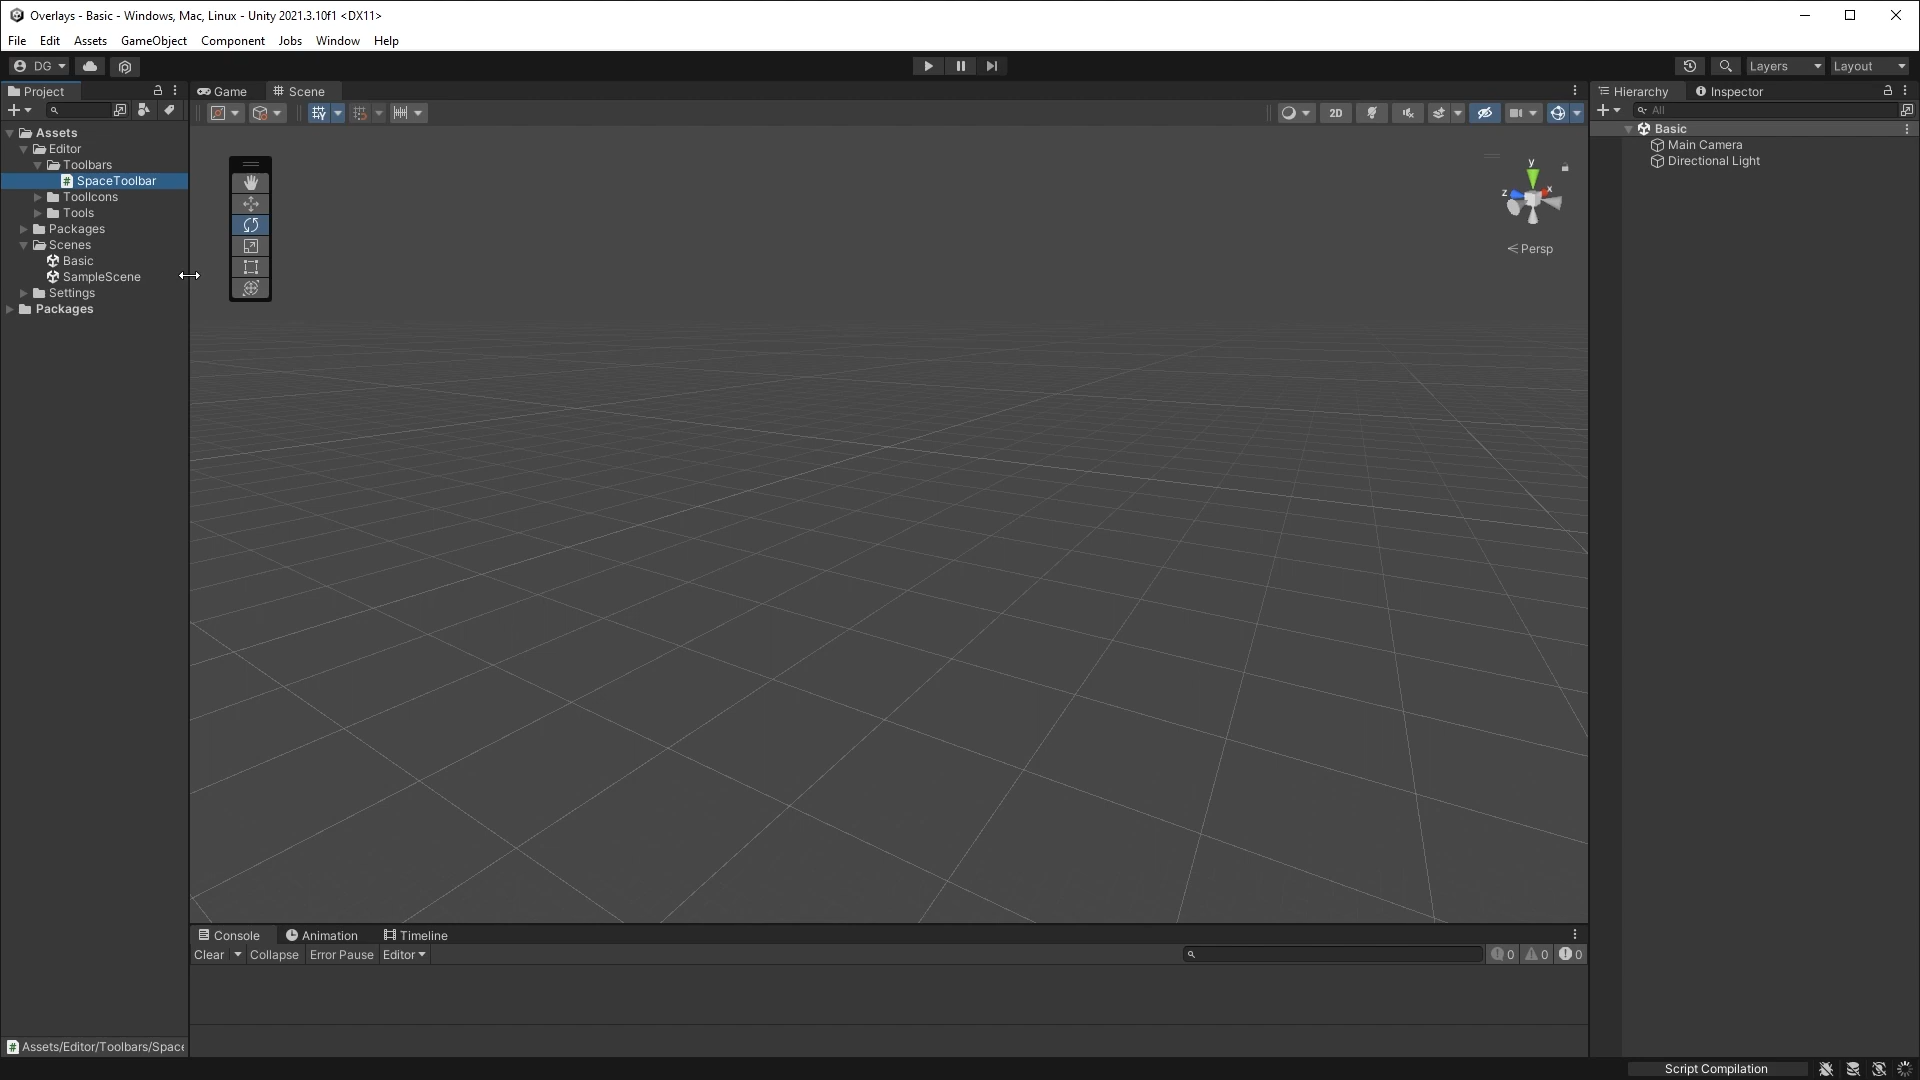 Overlays - Basic - Windows, Mac, Linux - Unity 2021.3.10f1 <DX11>
File Edit Assets GameObject Component Jobs Window Help
DG Layers Layout
Project Game Scene Hierarchy Inspector
2D All
Assets
Editor
Toolbars
SpaceToolbar
ToolIcons
Tools
Packages
Scenes
Basic
SampleScene
Settings
Packages
y
x
z
Persp
Basic
Main Camera
Directional Light
Console Animation Timeline
Clear Collapse Error Pause Editor 0 0 0
Assets/Editor/Toolbars/Space
Script Compilation